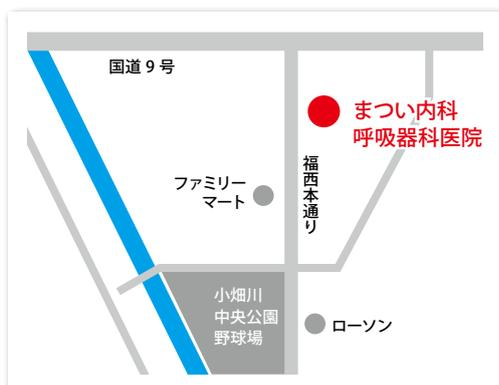 国道9号
まつい内科
呼吸器科医院
ファミリー
マート
福西本通り
小畑川
中央公園
野球場
ローソン